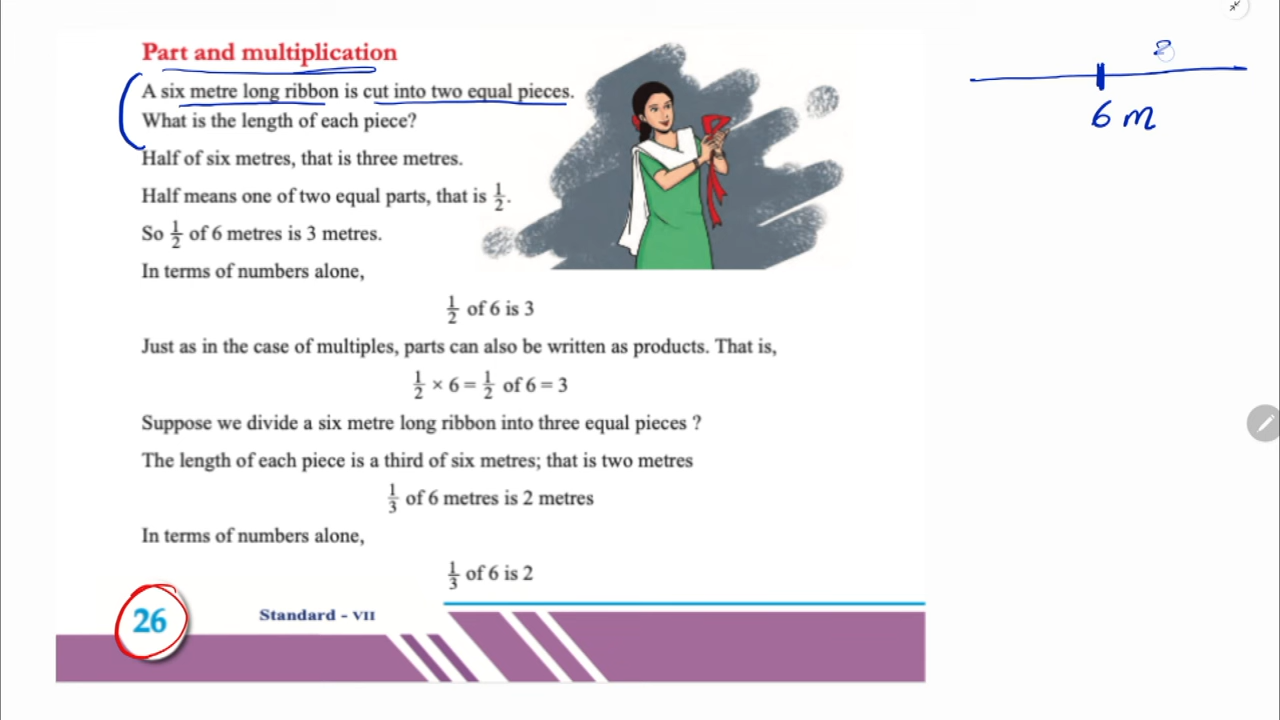 Part and multiplication
A six metre long ribbon is cut into two equal pieces.
What is the length of each piece?
Half of six metres, that is three metres.
Half means one of two equal parts, that is 1/2.
So 1/2 of 6 metres is 3 metres.
In terms of numbers alone,
1/2 of 6 is 3
Just as in the case of multiples, parts can also be written as products. That is,
1/2 × 6 = 1/2 of 6 = 3
Suppose we divide a six metre long ribbon into three equal pieces ?
The length of each piece is a third of six metres; that is two metres
1/3 of 6 metres is 2 metres
In terms of numbers alone,
1/3 of 6 is 2
26
Standard - VII
6 m